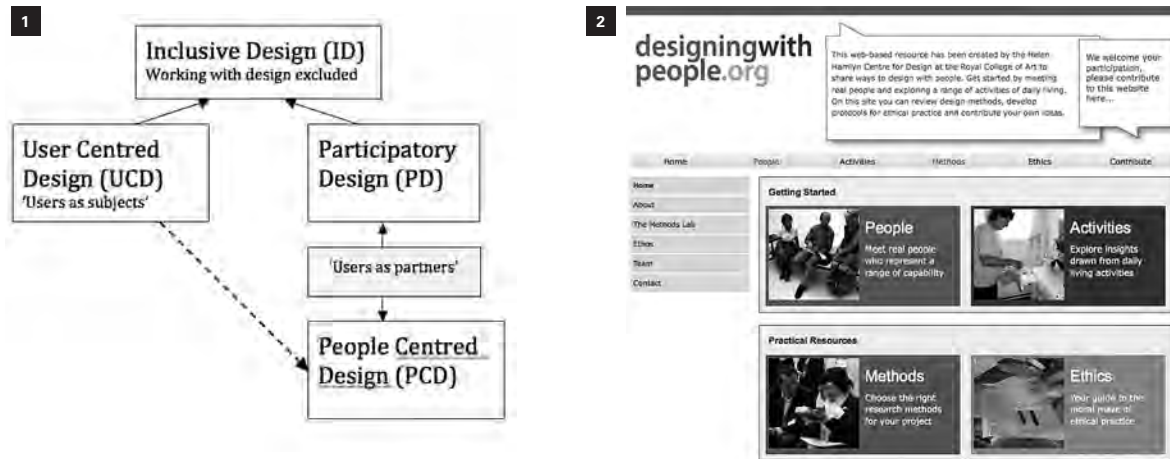 1
Inclusive Design (ID)
Working with design excluded
User Centred
Design (UCD)
'Users as subjects'
Participatory
Design (PD)
'Users as partners'
People Centred
Design (PCD)
2
designingwith
people.org
This web-based resource has been created by the Helen
Hamlyn Centre for Design at the Royal College of Art to
share ways to design with people. Get started by meeting
real people and exploring a range of activities of daily living.
On this site you can review design methods, develop
protocols for ethical practice and contribute your own ideas.
We welcome your
participation,
please contribute
to this website
here...
Home People Activities Methods Ethics Contribute
Home
About
The Methods Lab
Ethos
Team
Contact
Getting Started
People
Meet real people
who represent a
range of capability
Activities
Explore insights
drawn from daily
living activities
Practical Resources
Methods
Choose the right
research methods
for your project
Ethics
Your guide to the
moral maze of
ethical practice